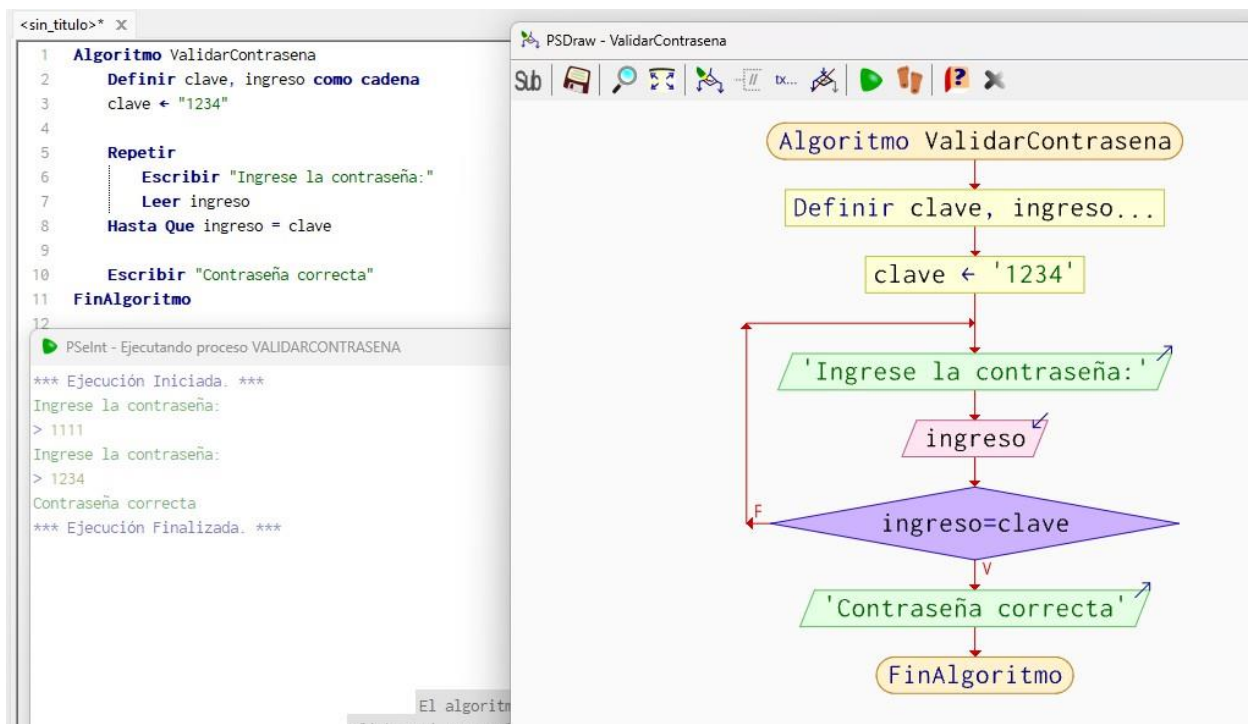 <sin_titulo>* X
1 Algoritmo ValidarContrasena
2 Definir clave, ingreso como cadena
3 clave ← "1234"
4
5 Repetir
6 Escribir "Ingrese la contraseña:"
7 Leer ingreso
8 Hasta Que ingreso = clave
9
10 Escribir "Contraseña correcta"
11 FinAlgoritmo
12
PSeInt - Ejecutando proceso VALIDARCONTRASENA
*** Ejecución Iniciada. ***
Ingrese la contraseña:
> 1111
Ingrese la contraseña:
> 1234
Contraseña correcta
*** Ejecución Finalizada. ***
El algoritm
PSDraw - ValidarContrasena
Sub tx...
Algoritmo ValidarContrasena
Definir clave, ingreso...
clave ← '1234'
'Ingrese la contraseña:'
ingreso
F
ingreso=clave
V
'Contraseña correcta'
FinAlgoritmo